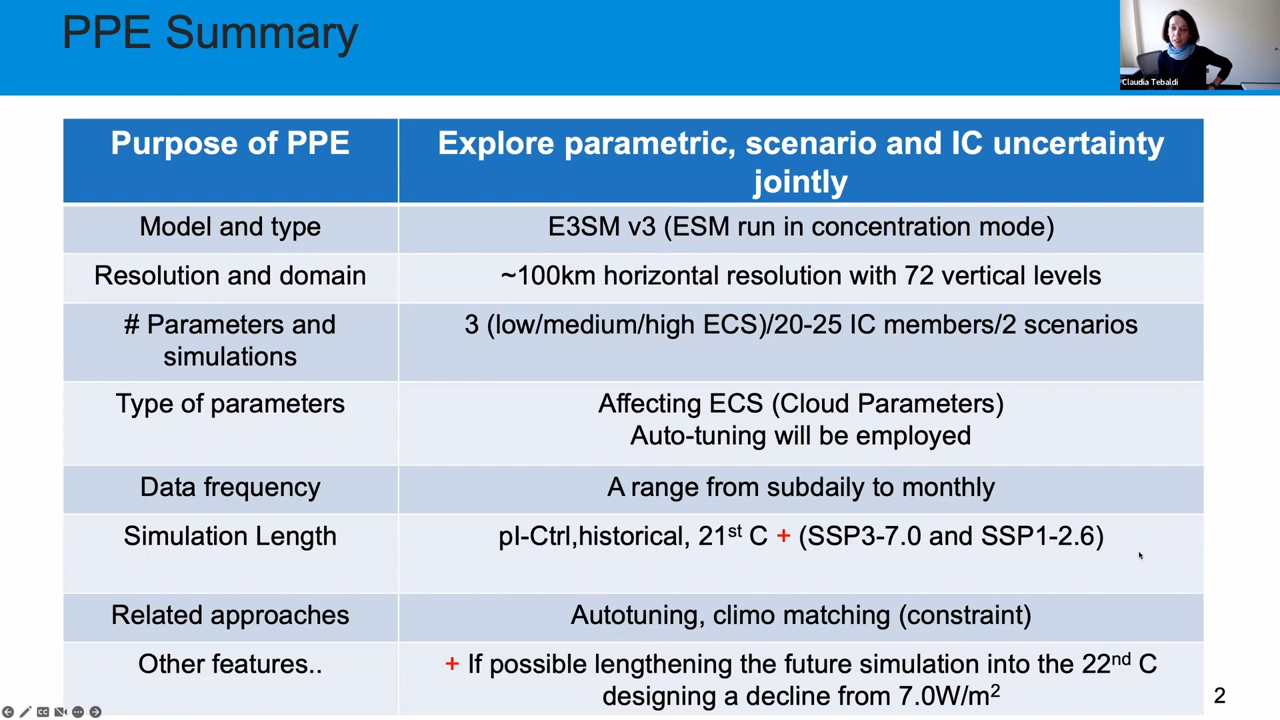 PPE Summary
Claudia Tebaldi
Purpose of PPE
Explore parametric, scenario and IC uncertainty
jointly
Model and type
E3SM v3 (ESM run in concentration mode)
Resolution and domain
~100km horizontal resolution with 72 vertical levels
# Parameters and
simulations
3 (low/medium/high ECS)/20-25 IC members/2 scenarios
Type of parameters
Affecting ECS (Cloud Parameters)
Auto-tuning will be employed
Data frequency
A range from subdaily to monthly
Simulation Length
pI-Ctrl,historical, 21st C + (SSP3-7.0 and SSP1-2.6)
Related approaches
Autotuning, climo matching (constraint)
Other features..
+ If possible lengthening the future simulation into the 22nd C
designing a decline from 7.0W/m²
2